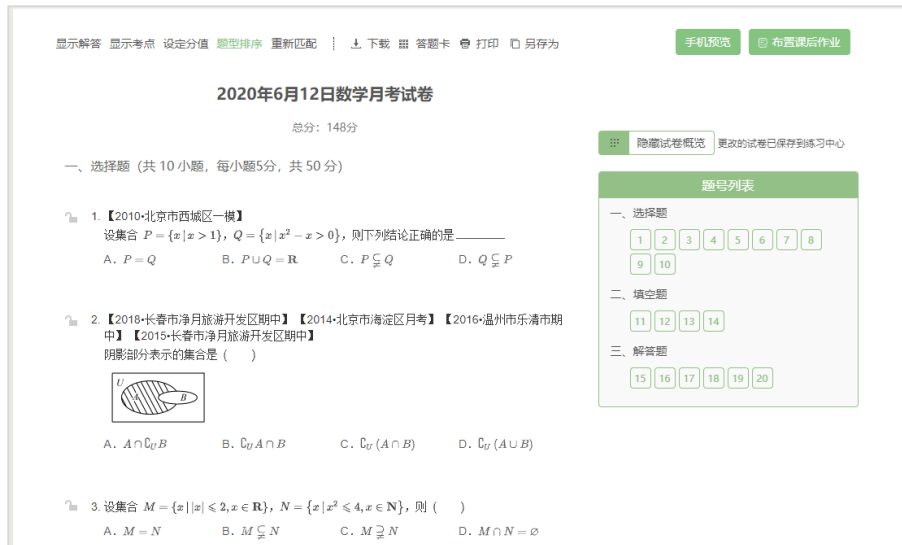 显示解答 显示考点 设定分值 题型排序 重新匹配 下载 答题卡 打印 另存为
手机预览 布置课后作业
2020年6月12日数学月考试卷
总分：148分
隐藏试卷概览 更改的试卷已保存到练习中心
一、选择题（共 10 小题，每小题5分，共 50 分）
1. 【2010•北京市西城区一模】
设集合 P = {x | x > 1}，Q = {x | x² − x > 0}，则下列结论正确的是______
A. P = Q B. P ∪ Q = R C. P ⫋ Q D. Q ⫋ P
2. 【2018•长春市净月旅游开发区期中】【2014•北京市海淀区月考】【2016•温州市乐清市期
中】【2015•长春市净月旅游开发区期中】
阴影部分表示的集合是（ ）
U
A B
A. A ∩ ∁UB B. ∁UA ∩ B C. ∁U (A ∩ B) D. ∁U (A ∪ B)
3. 设集合 M = {x | |x| ⩽ 2, x ∈ R}，N = {x | x² ⩽ 4, x ∈ N}，则（ ）
A. M = N B. M ⫋ N C. M ⫌ N D. M ∩ N = ∅
题号列表
一、选择题
1 2 3 4 5 6 7 8
9 10
二、填空题
11 12 13 14
三、解答题
15 16 17 18 19 20